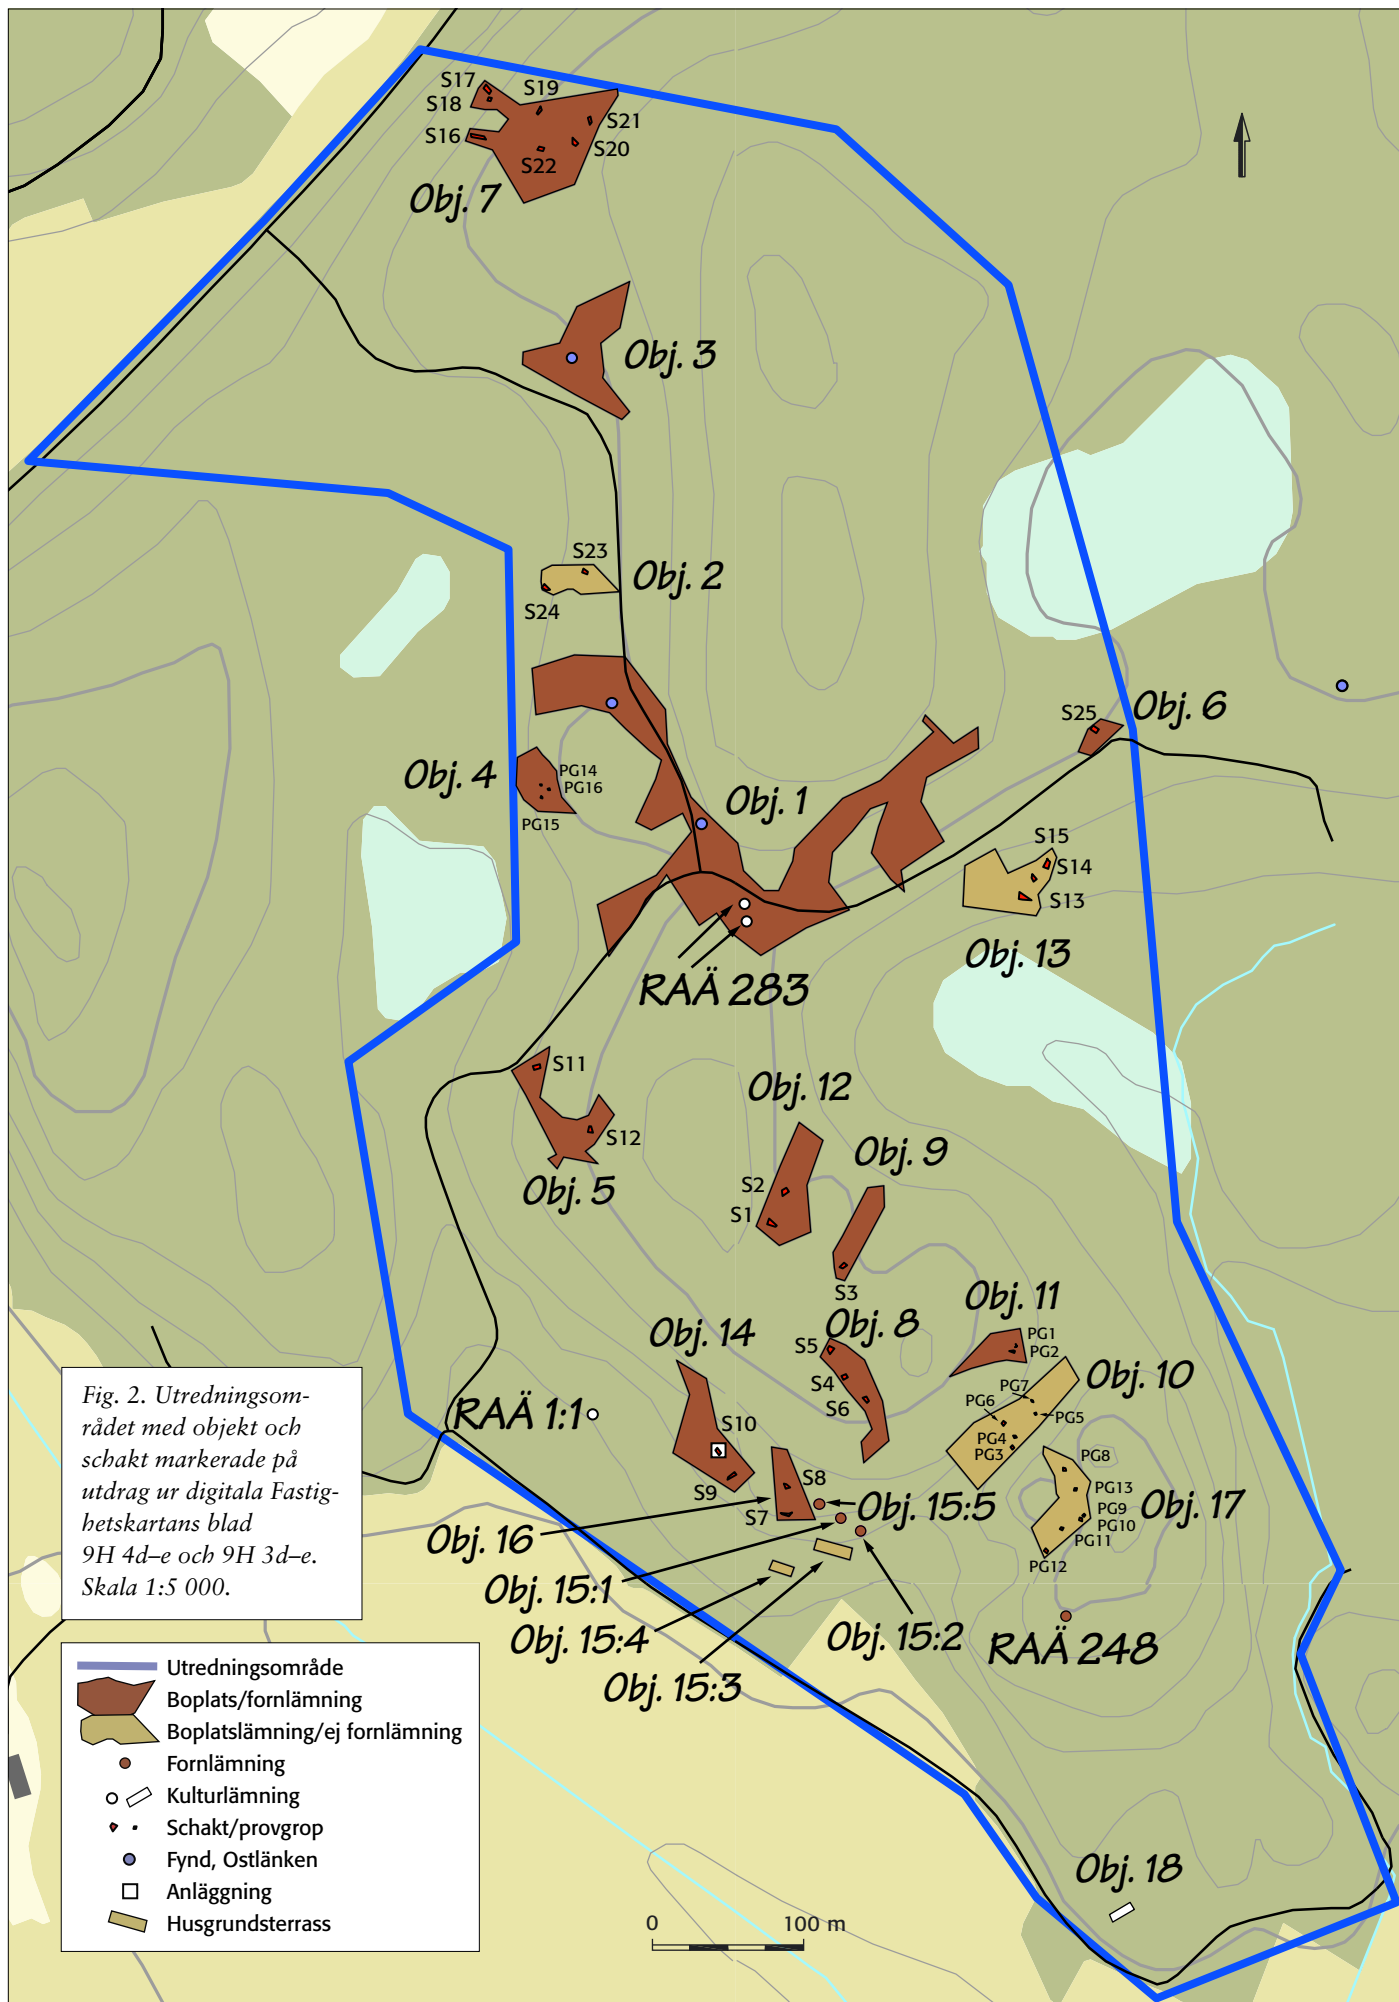 S17
S19
S18
S21
S16
S20
S22
Obj. 7
Obj. 3
S23
Obj. 2
S24
S25
Obj. 6
Obj. 4
PG14
PG16
PG15
Obj. 1
S15
S14
S13
Obj. 13
RAÄ 283
S11
Obj. 12
S12
Obj. 9
Obj. 5
S2
S1
S3
Obj. 11
Obj. 8
Obj. 14
S5
PG1
PG2
S4
Obj. 10
PG7
S6
PG6
PG5
RAÄ 1:1
S10
PG4
PG3
PG8
S9
S8
PG13
S7
Obj. 15:5
PG9
Obj. 17
PG10
Obj. 16
PG11
PG12
Obj. 15:1
Obj. 15:4
Obj. 15:2
RAÄ 248
Obj. 15:3
Obj. 18
Fig. 2. Utredningsom-
rådet med objekt och
schakt markerade på
utdrag ur digitala Fastig-
hetskartans blad
9H 4d–e och 9H 3d–e.
Skala 1:5 000.
Utredningsområde
Boplats/fornlämning
Boplatslämning/ej fornlämning
Fornlämning
Kulturlämning
Schakt/provgrop
Fynd, Ostlänken
Anläggning
Husgrundsterrass
0 100 m